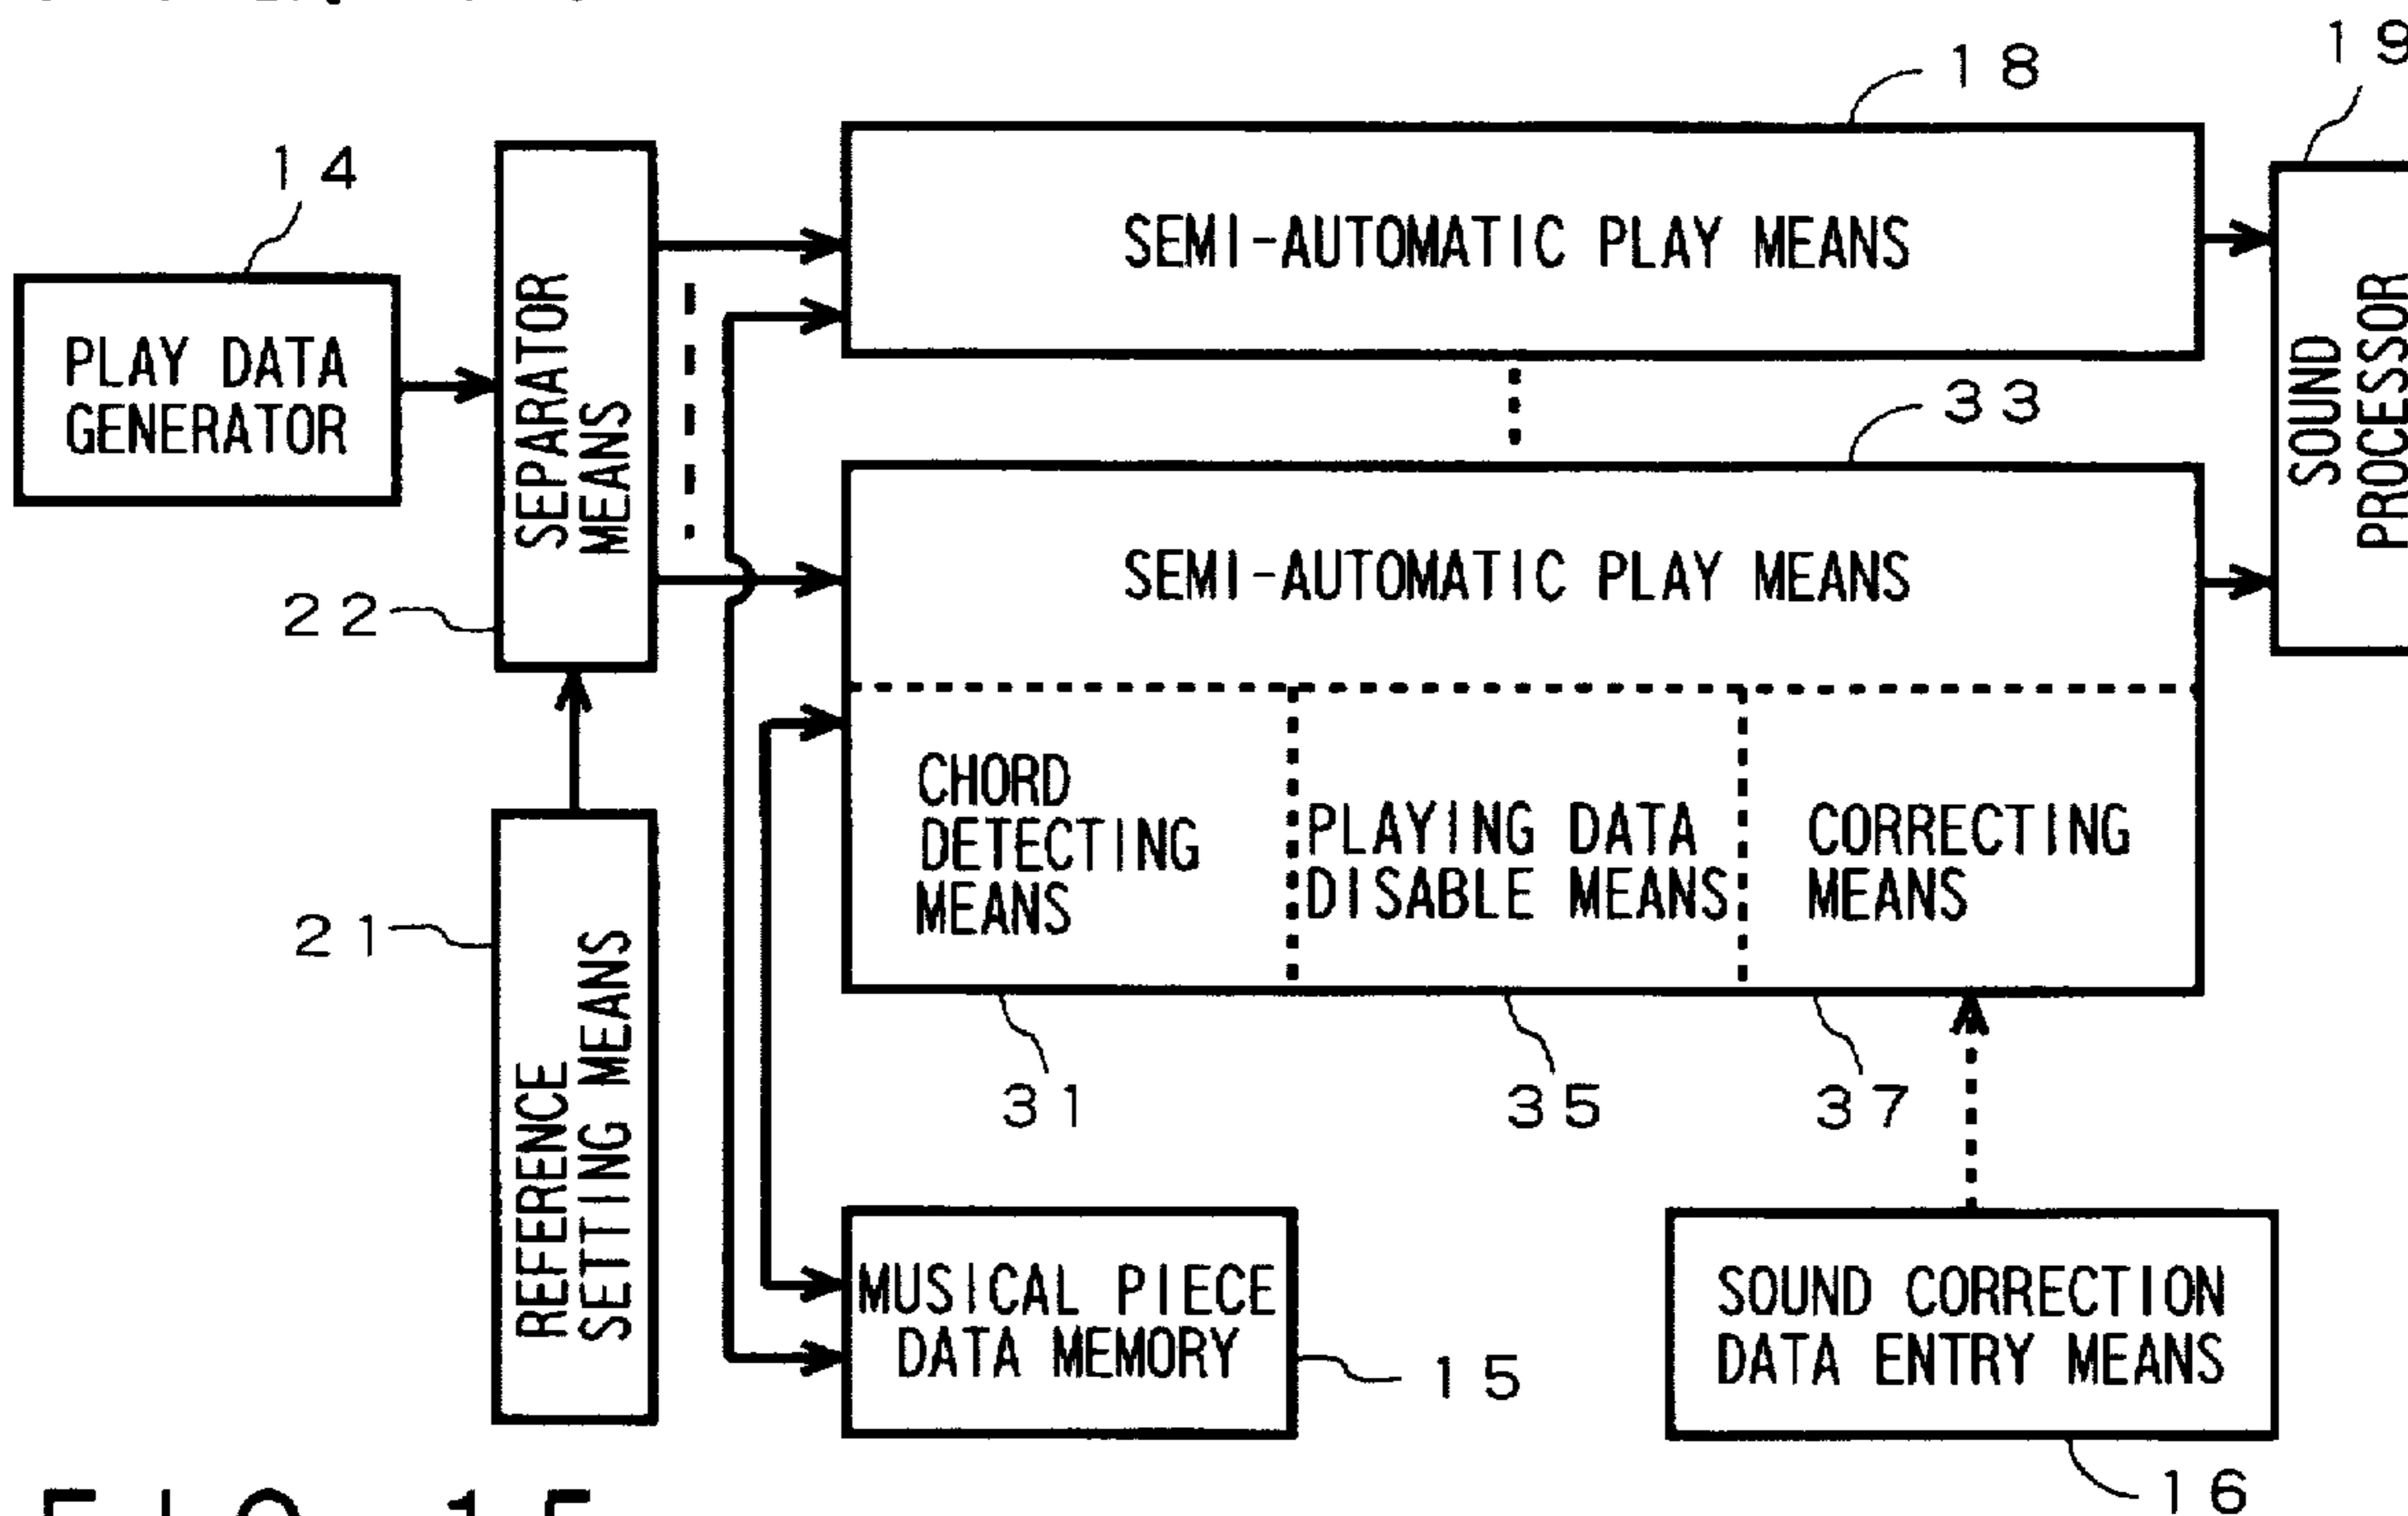 18
19
14
SEMI-AUTOMATIC PLAY MEANS
PLAY DATA
GENERATOR
SEPARATOR
MEANS
SOUND
PROCESSOR
33
SEMI-AUTOMATIC PLAY MEANS
22
CHORD
DETECTING
MEANS
PLAYING DATA
DISABLE MEANS
CORRECTING
MEANS
21
REFERENCE
SETTING MEANS
31
35
37
MUSICAL PIECE
DATA MEMORY
15
SOUND CORRECTION
DATA ENTRY MEANS
16